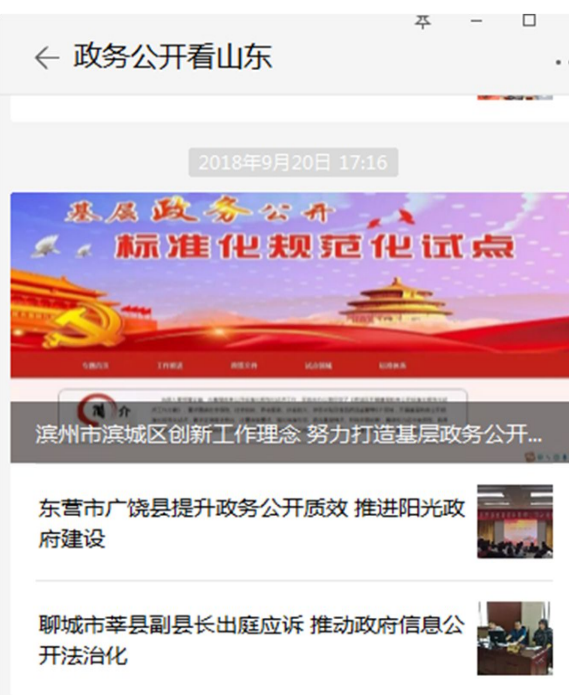 政务公开看山东
2018年9月20日 17:16
基层政务公开
标准化规范化试点
简介
滨州市滨城区创新工作理念 努力打造基层政务公开...
东营市广饶县提升政务公开质效 推进阳光政
府建设
聊城市莘县副县长出庭应诉 推动政府信息公
开法治化